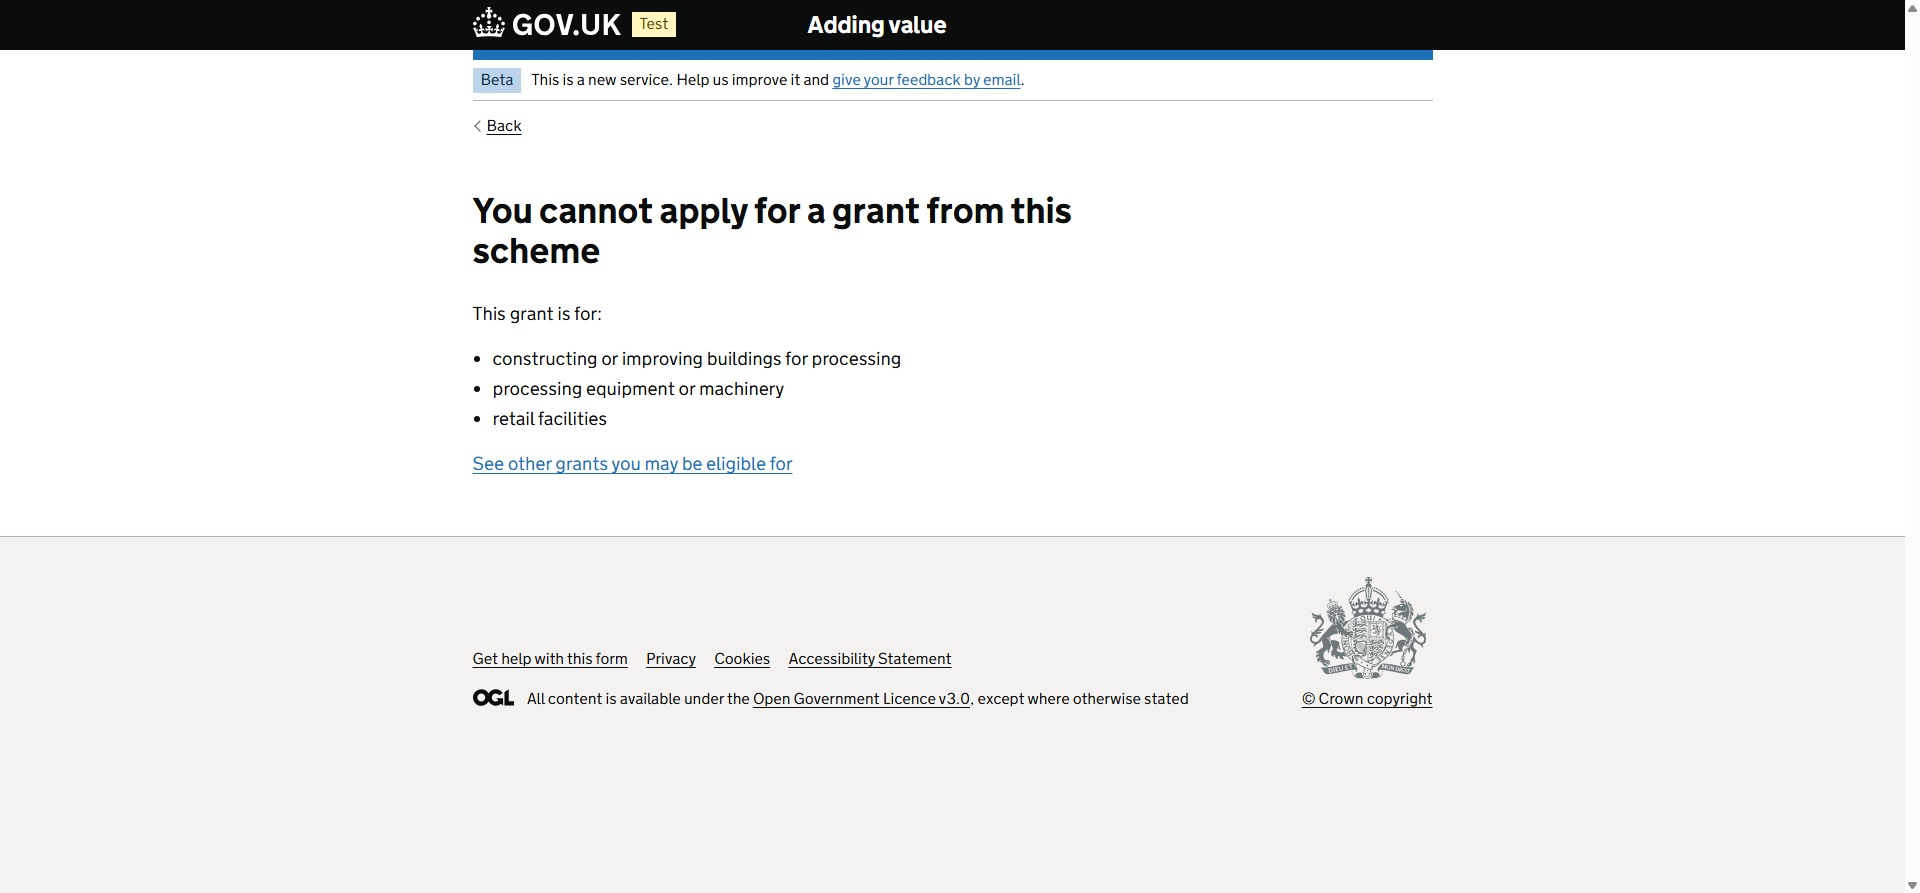 GOV.UK Test Adding value
Beta This is a new service. Help us improve it and give your feedback by email.
Back
You cannot apply for a grant from this
scheme
This grant is for:
• constructing or improving buildings for processing
• processing equipment or machinery
• retail facilities
See other grants you may be eligible for
Get help with this form Privacy Cookies Accessibility Statement
OGL All content is available under the Open Government Licence v3.0, except where otherwise stated
© Crown copyright